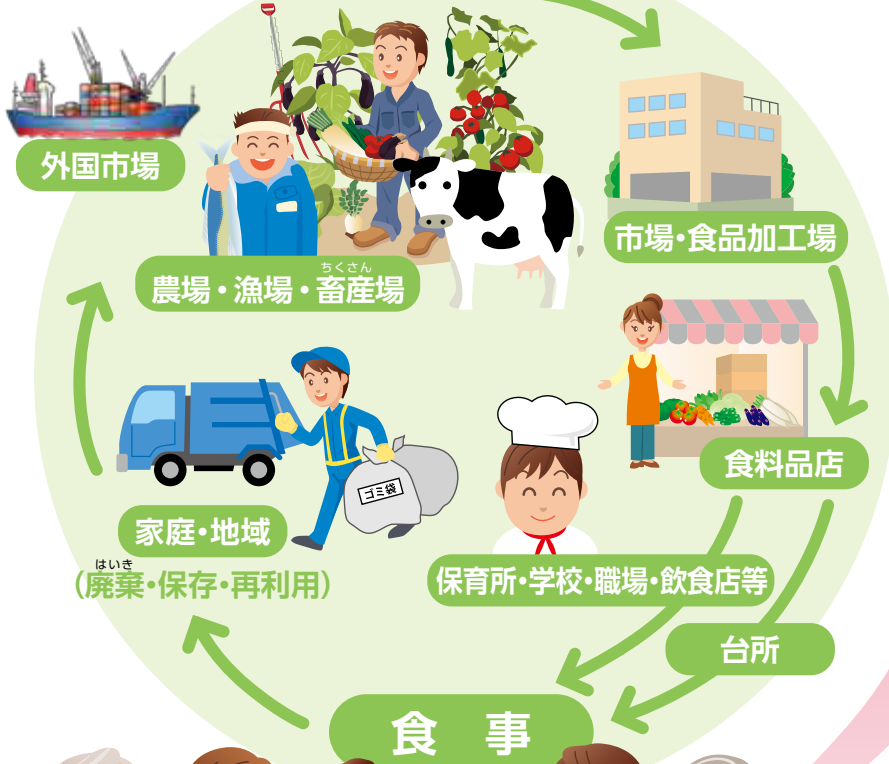 外国市場
ちくさん
農場・漁場・畜産場
市場・食品加工場
食料品店
ゴミ袋
家庭・地域
はいき
（廃棄・保存・再利用）
保育所・学校・職場・飲食店等
台所
食 事